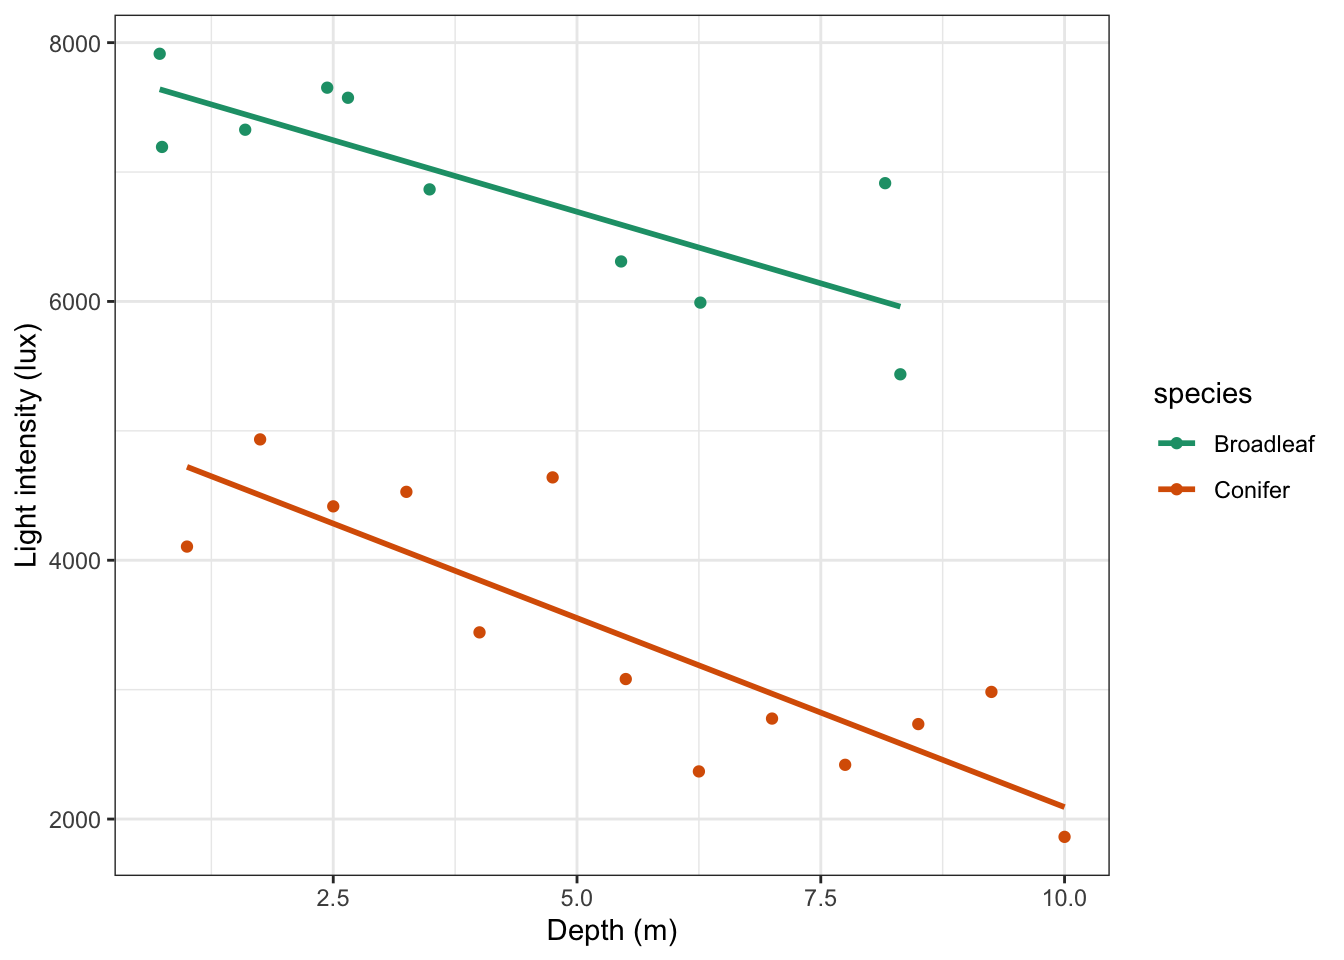 8000
6000
4000
2000
Light intensity (lux)
2.5 5.0 7.5 10.0
Depth (m)
species
Broadleaf
Conifer